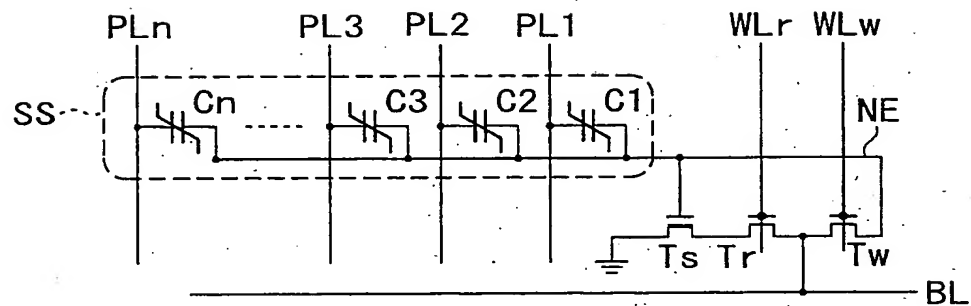 PLn PL3 PL2 PL1 WLr WLw
SS Cn C3 C2 C1 NE
Ts Tr Tw
BL